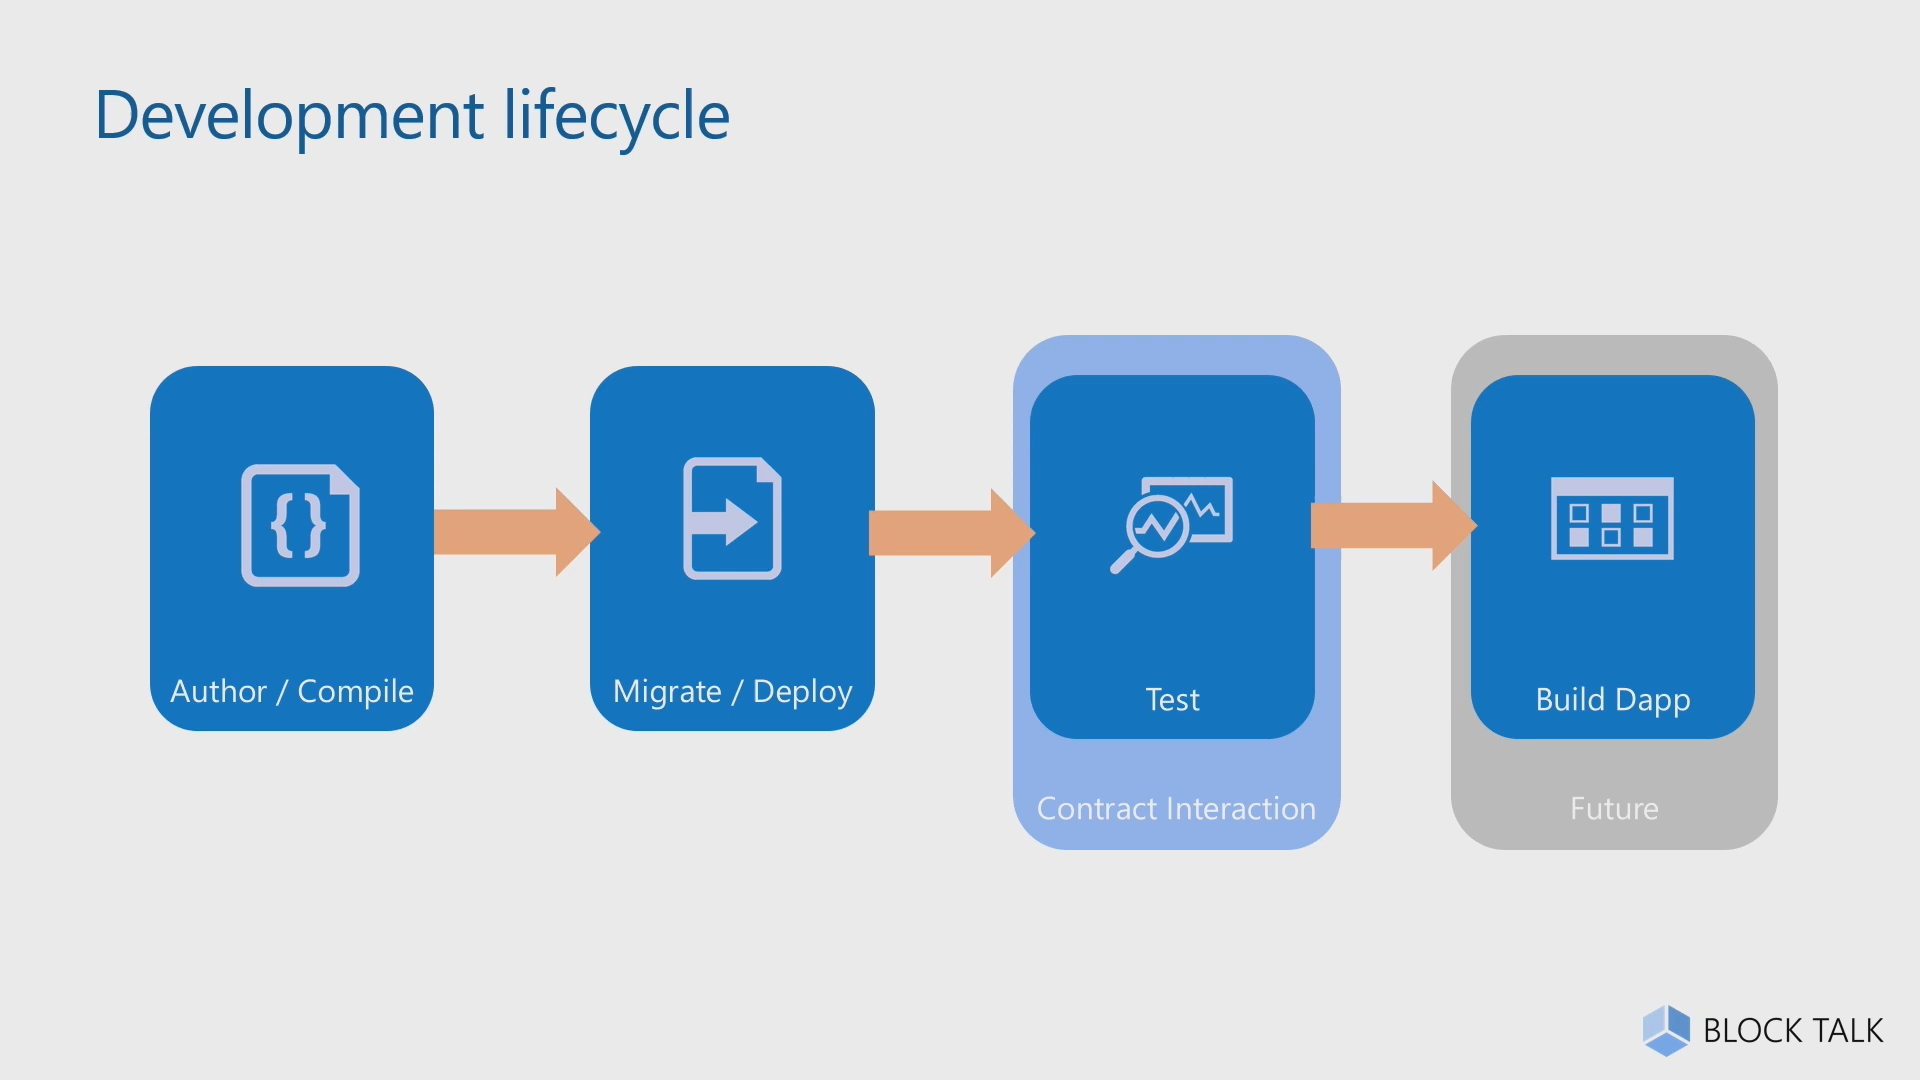 Development lifecycle
{ }
Author / Compile
Migrate / Deploy
Test
Build Dapp
Contract Interaction
Future
BLOCK TALK